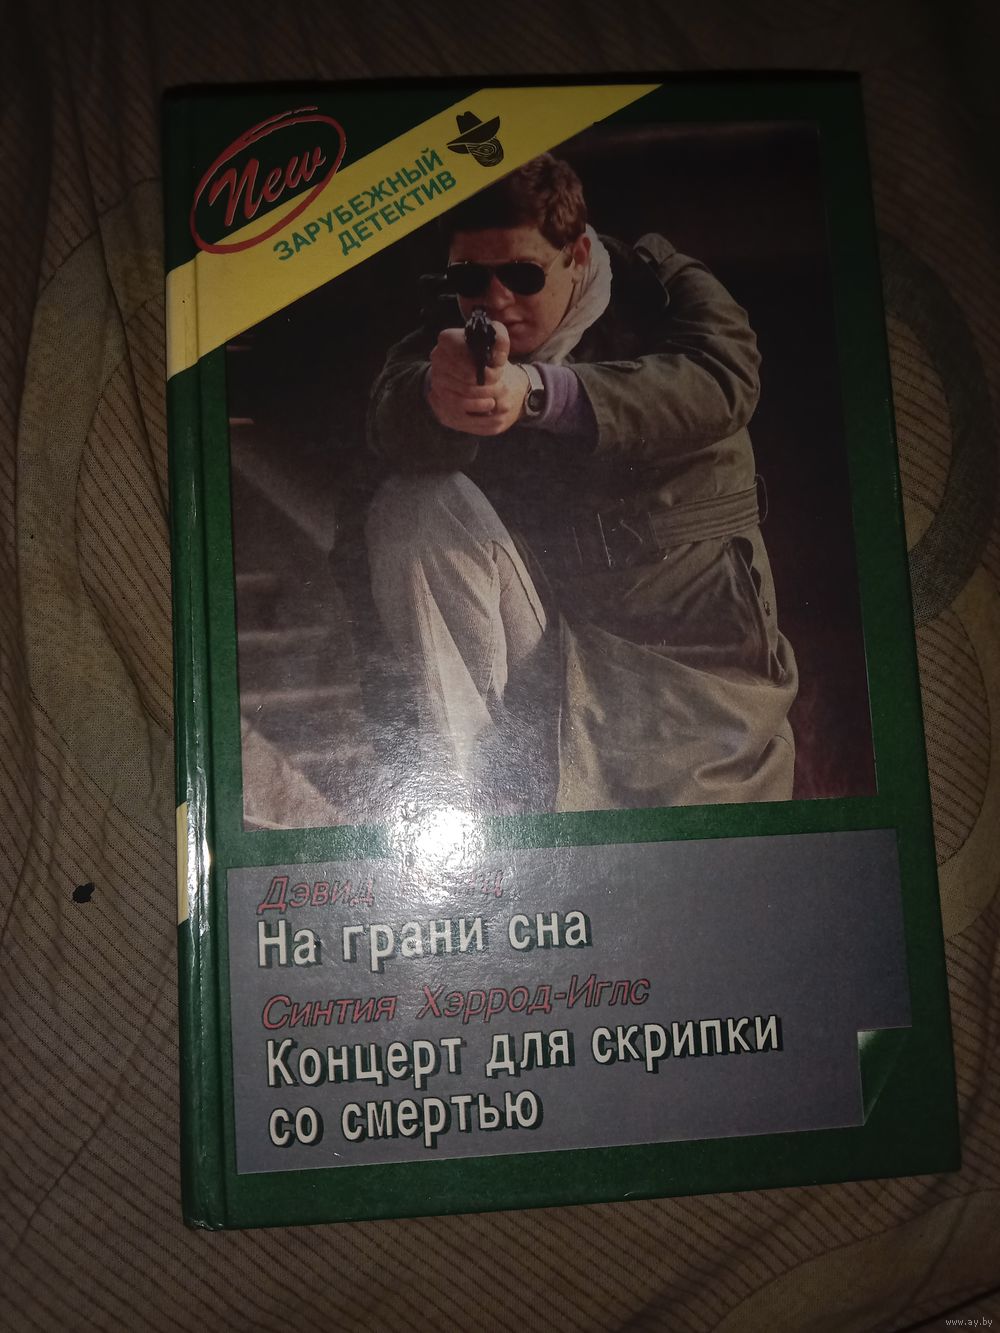 New
ЗАРУБЕЖНЫЙ
ДЕТЕКТИВ
Дэвид
На грани сна
Синтия Хэррод-Иглс
Концерт для скрипки
со смертью
www.ay.by